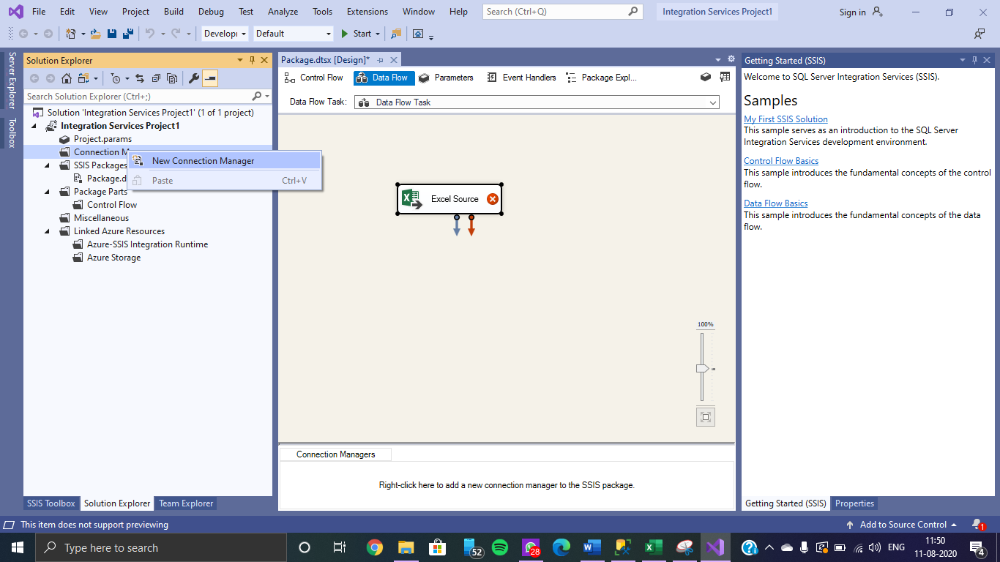 File Edit View Project Build Debug Test Analyze Tools Extensions Window Help Search (Ctrl+Q) Integration Services Project1 Sign in
Default Start
Server Explorer
Toolbox
Solution Explorer
Search Solution Explorer (Ctrl+;)
Solution 'Integration Services Project1' (1 of 1 project)
Integration Services Project1
Project.params
Connection M
SSIS Packages
Package.d
Package Parts
Control Flow
Miscellaneous
Linked Azure Resources
Azure-SSIS Integration Runtime
Azure Storage
New Connection Manager
Paste Ctrl+V
SSIS Toolbox Solution Explorer Team Explorer
Package.dtsx [Design]*
Control Flow Data Flow Parameters Event Handlers Package Expl...
Data Flow Task: Data Flow Task
Excel Source
100%
Connection Managers
Right-click here to add a new connection manager to the SSIS package.
Getting Started (SSIS)
Welcome to SQL Server Integration Services (SSIS).
Samples
My First SSIS Solution
This sample serves as an introduction to the SQL Server
Integration Services development environment.
Control Flow Basics
This sample introduces the fundamental concepts of the control
flow.
Data Flow Basics
This sample introduces the fundamental concepts of the data
flow.
Getting Started (SSIS) Properties
This item does not support previewing Add to Source Control 1
Type here to search 52 28 ENG 11:50
11-08-2020 4